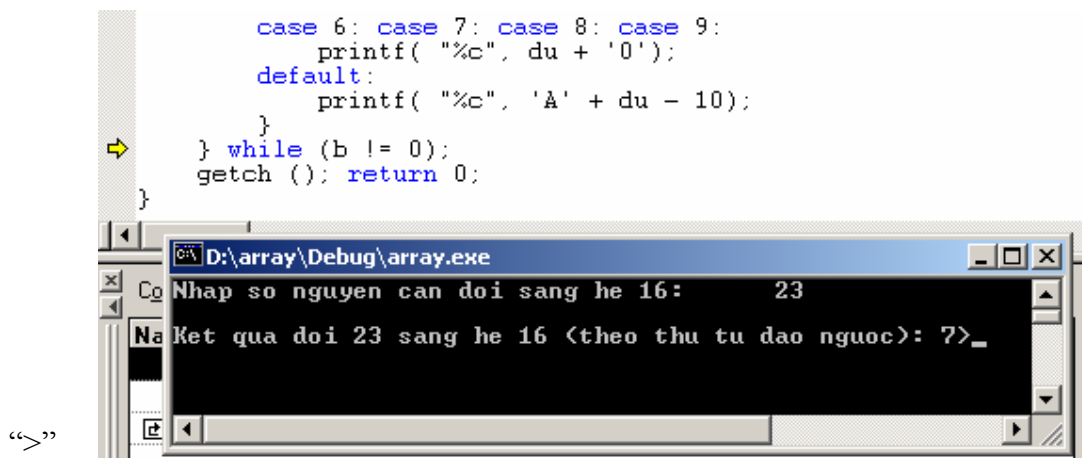 case 6: case 7: case 8: case 9:
printf( "%c", du + '0');
default:
printf( "%c", 'A' + du - 10);
}
} while (b != 0);
getch (); return 0;
}
D:\array\Debug\array.exe
Co
Nhap so nguyen can doi sang he 16: 23
Na
Ket qua doi 23 sang he 16 (theo thu tu dao nguoc): 7>_
“>”